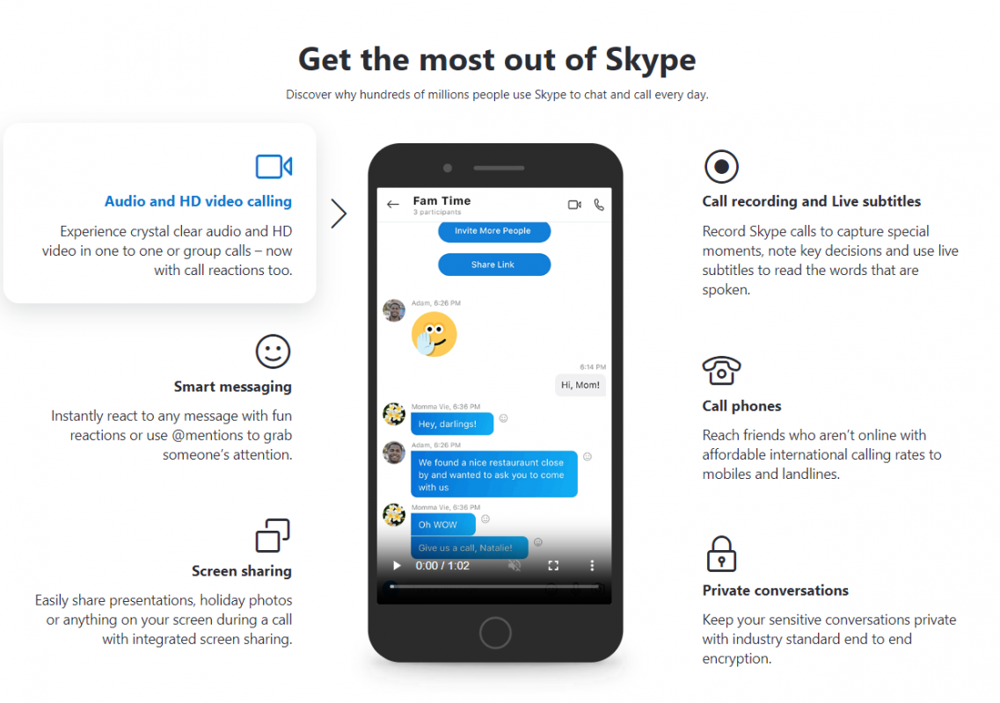 Get the most out of Skype
Discover why hundreds of millions people use Skype to chat and call every day.
Audio and HD video calling
Experience crystal clear audio and HD
video in one to one or group calls – now
with call reactions too.
Smart messaging
Instantly react to any message with fun
reactions or use @mentions to grab
someone’s attention.
Screen sharing
Easily share presentations, holiday photos
or anything on your screen during a call
with integrated screen sharing.
Fam Time
3 participants
Invite More People
Share Link
Adam, 6:26 PM
6:14 PM
Hi, Mom!
Momma Vie, 6:36 PM
Hey, darlings!
Adam, 6:26 PM
We found a nice restauraunt close
by and wanted to ask you to come
with us
Momma Vie, 6:36 PM
Oh WOW
Give us a call, Natalie!
0:00 / 1:02
Call recording and Live subtitles
Record Skype calls to capture special
moments, note key decisions and use live
subtitles to read the words that are
spoken.
Call phones
Reach friends who aren’t online with
affordable international calling rates to
mobiles and landlines.
Private conversations
Keep your sensitive conversations private
with industry standard end to end
encryption.